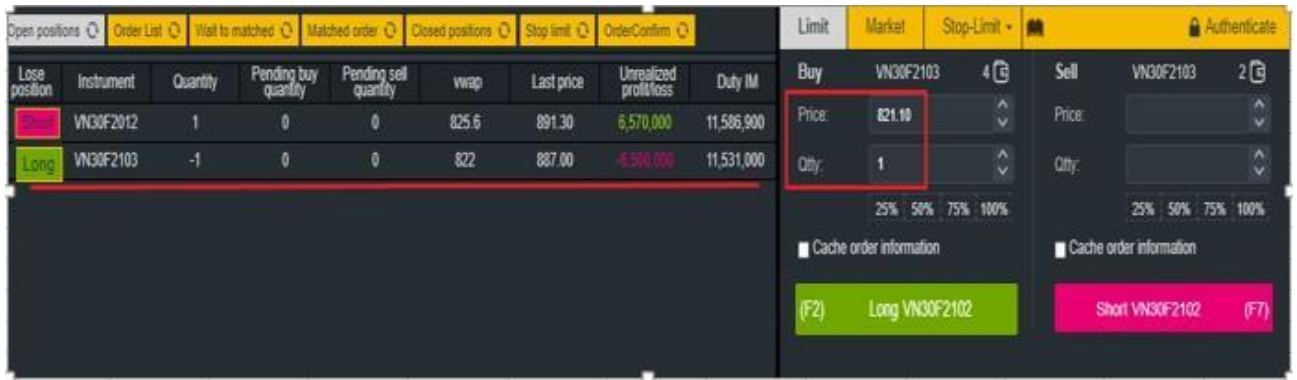 Open positions Order List Wait to matched Matched order Closed positions Stop limit OrderConfirm
Lose position Instrument Quantity Pending buy quantity Pending sell quantity vwap Last price Unrealized profit/loss Duty IM
Short VN30F2012 1 0 0 825.6 891.30 6,570,000 11,586,900
Long VN30F2103 -1 0 0 822 887.00 -6,500,000 11,531,000
Limit Market Stop-Limit Authenticate
Buy VN30F2103 4
Price: 821.10
Qtty: 1
25% 50% 75% 100%
Cache order information
(F2) Long VN30F2102
Sell VN30F2103 2
Price:
Qtty:
25% 50% 75% 100%
Cache order information
Short VN30F2102 (F7)